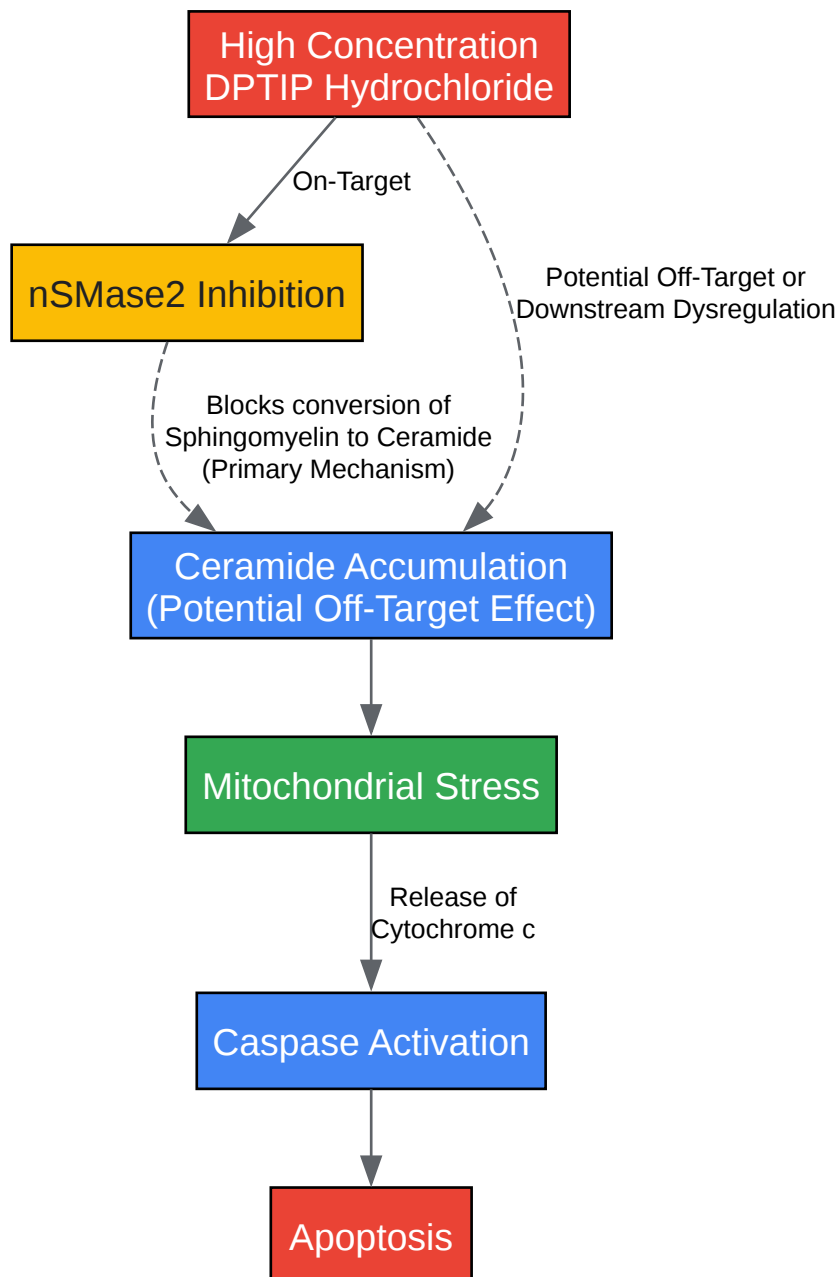 High Concentration
DPTIP Hydrochloride
On-Target
nSMase2 Inhibition
Potential Off-Target or
Downstream Dysregulation
Blocks conversion of
Sphingomyelin to Ceramide
(Primary Mechanism)
Ceramide Accumulation
(Potential Off-Target Effect)
Mitochondrial Stress
Release of
Cytochrome c
Caspase Activation
Apoptosis